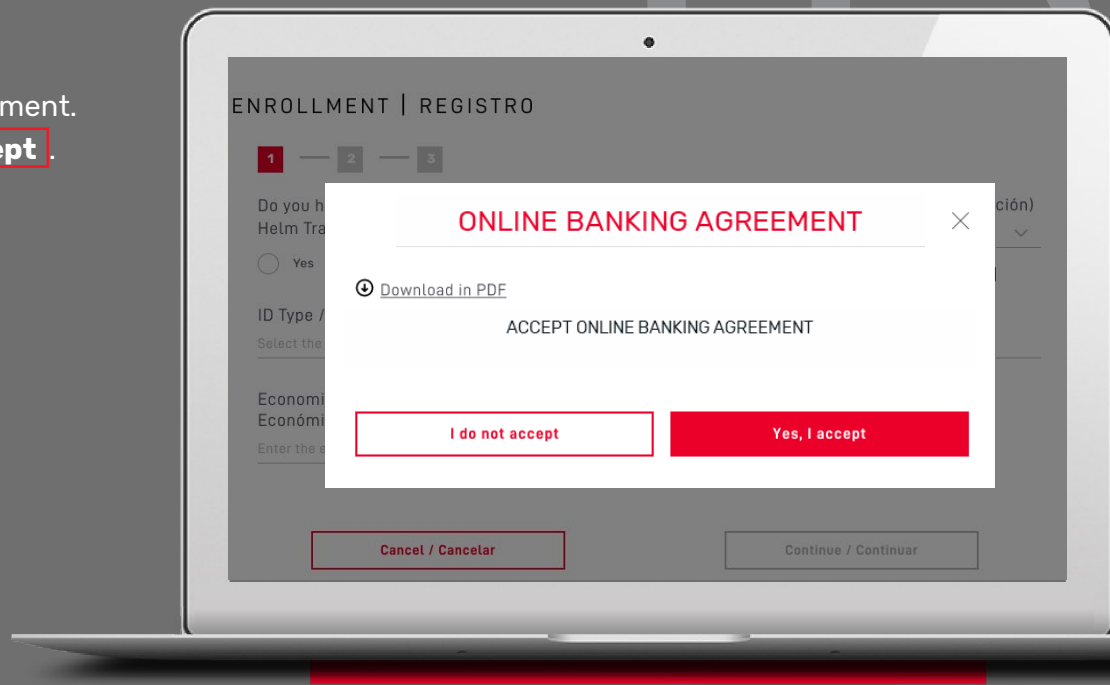 ment.
ept.
ENROLLMENT | REGISTRO
1 2 3
Do you h
ción)
Helm Tra
Yes
ID Type /
Select the
Economi
Económi
Enter the e
ONLINE BANKING AGREEMENT
Download in PDF
ACCEPT ONLINE BANKING AGREEMENT
I do not accept
Yes, I accept
Cancel / Cancelar
Continue / Continuar